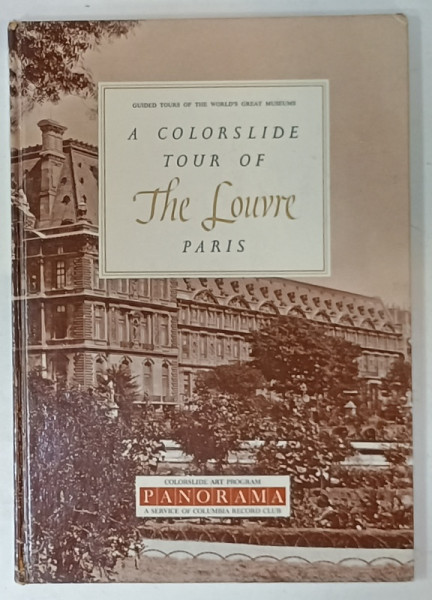 GUIDED TOURS OF THE WORLD'S GREAT MUSEUMS
A COLORSLIDE
TOUR OF
The Louvre
PARIS
COLORSLIDE ART PROGRAM
PANORAMA
A SERVICE OF COLUMBIA RECORD CLUB